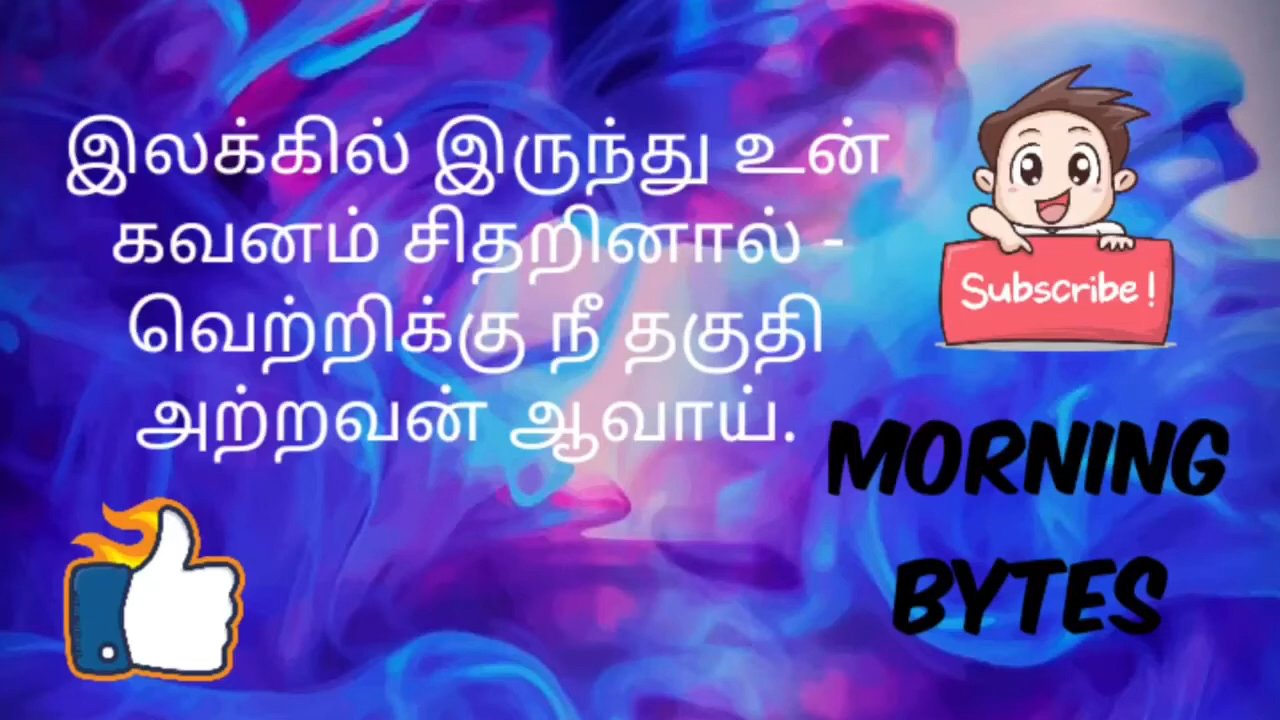 இலக்கில் இருந்து உன்
கவனம் சிதறினால் -
வெற்றிக்கு நீ தகுதி
அற்றவன் ஆவாய்.
Subscribe!
MORNING
BYTES